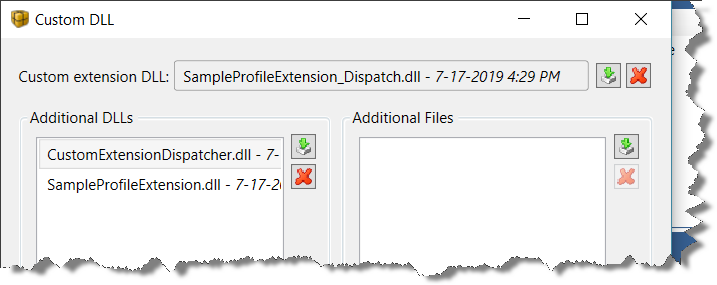 Custom DLL
Custom extension DLL: SampleProfileExtension_Dispatch.dll - 7-17-2019 4:29 PM
Additional DLLs
Additional Files
CustomExtensionDispatcher.dll - 7-
SampleProfileExtension.dll - 7-17-2